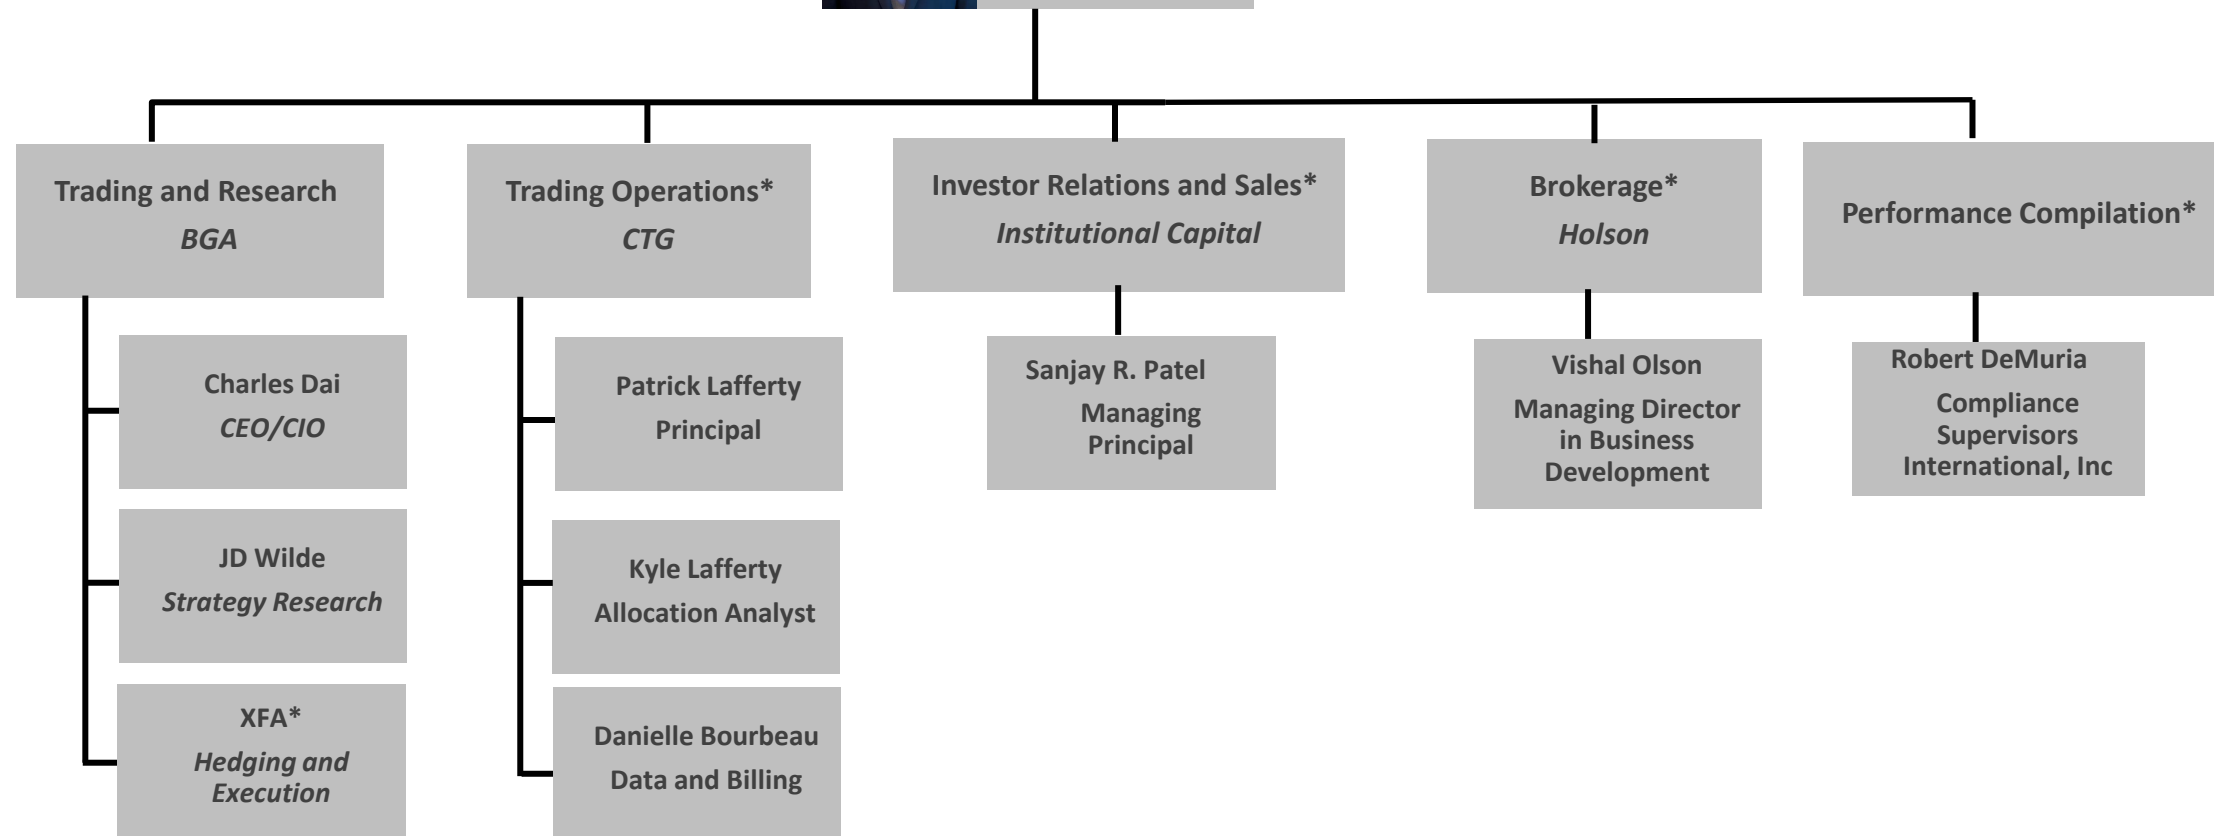 Trading and Research
BGA
Trading Operations*
CTG
Investor Relations and Sales*
Institutional Capital
Brokerage*
Holson
Performance Compilation*
Charles Dai
CEO/CIO
JD Wilde
Strategy Research
XFA*
Hedging and
Execution
Patrick Lafferty
Principal
Kyle Lafferty
Allocation Analyst
Danielle Bourbeau
Data and Billing
Sanjay R. Patel
Managing
Principal
Vishal Olson
Managing Director
in Business
Development
Robert DeMuria
Compliance
Supervisors
International, Inc